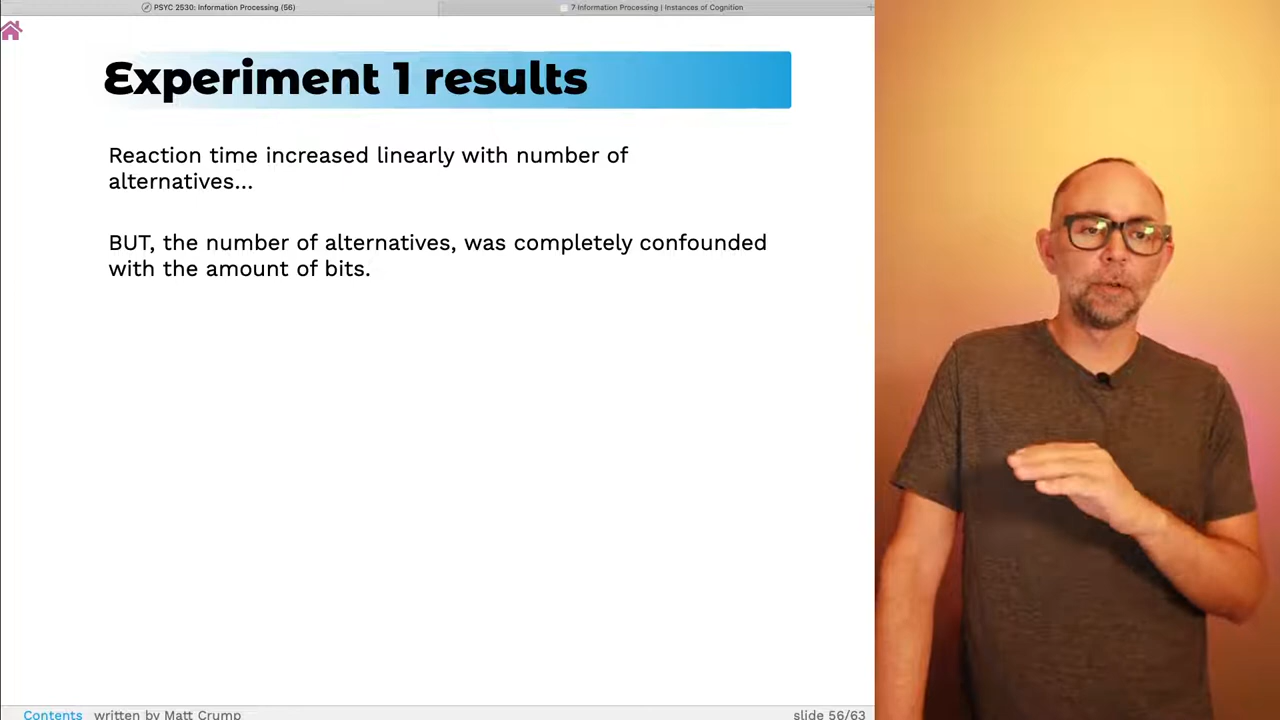 PSYC 2530: Information Processing (56)
7 Information Processing | Instances of Cognition
Experiment 1 results
Reaction time increased linearly with number of
alternatives...
BUT, the number of alternatives, was completely confounded
with the amount of bits.
Contents written by Matt Crump
slide 56/63